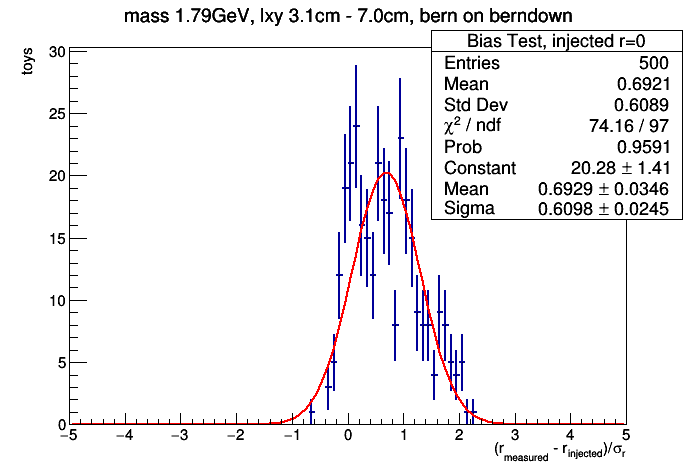 mass 1.79GeV, lxy 3.1cm - 7.0cm, bern on berndown
Bias Test, injected r=0
Entries 500
Mean 0.6921
Std Dev 0.6089
χ² / ndf 74.16 / 97
Prob 0.9591
Constant 20.28 ± 1.41
Mean 0.6929 ± 0.0346
Sigma 0.6098 ± 0.0245
toys
30
25
20
15
10
5
0
−5 −4 −3 −2 −1 0 1 2 3 4 5
(r_measured - r_injected)/σ_r